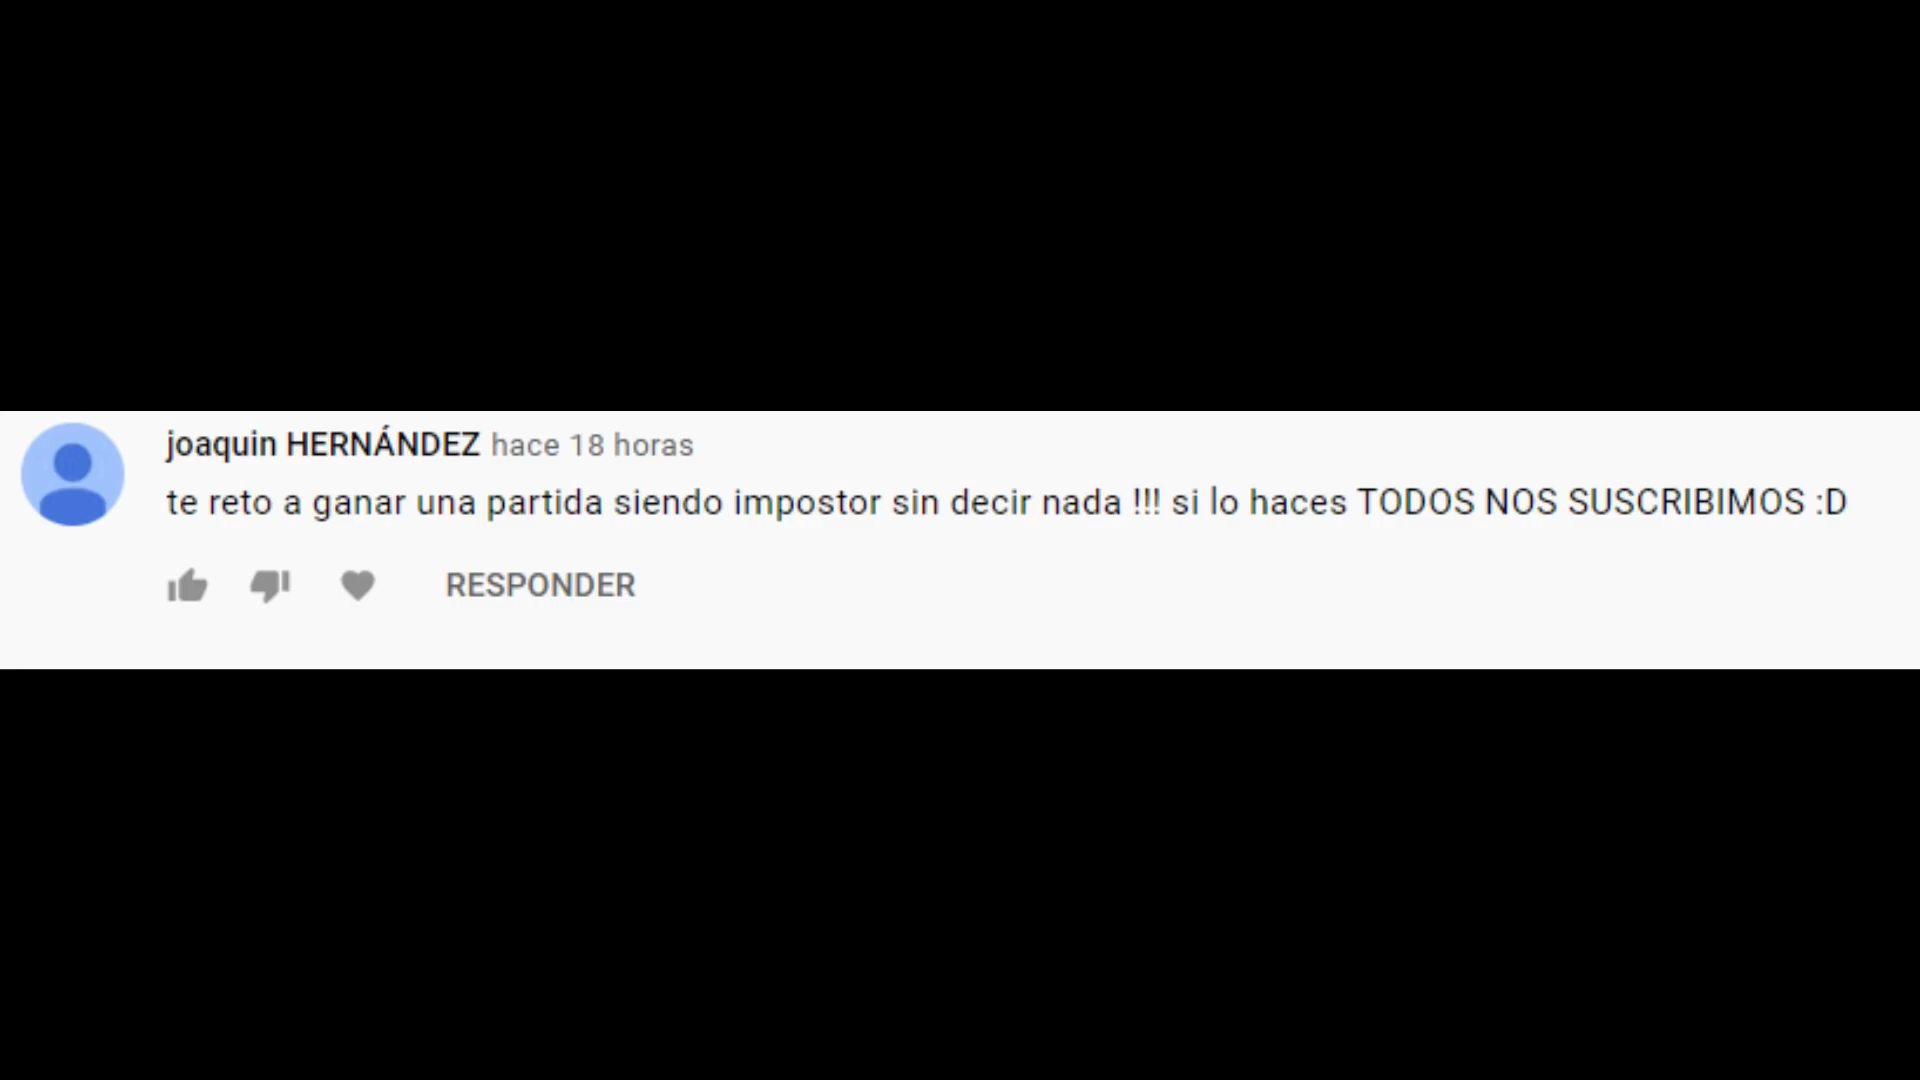 joaquin HERNÁNDEZ hace 18 horas
te reto a ganar una partida siendo impostor sin decir nada !!! si lo haces TODOS NOS SUSCRIBIMOS :D
RESPONDER